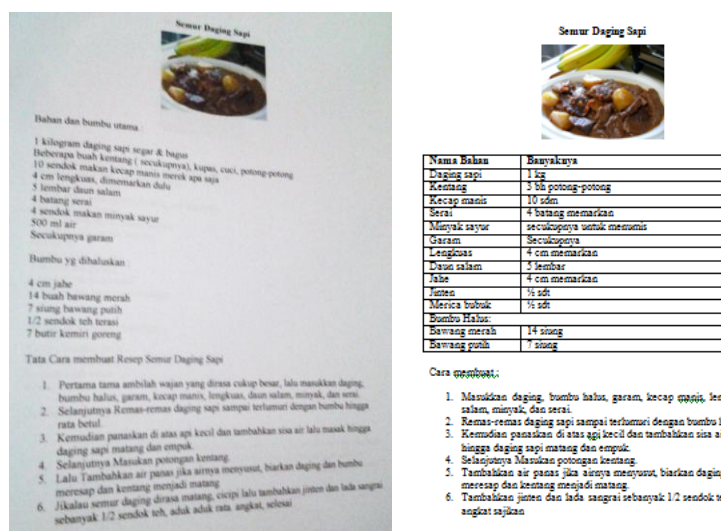 Semur Daging Sapi
Bahan dan bumbu utama :
1 kilogram daging sapi segar & bagus
Beberapa buah kentang ( secukupnya), kupas, cuci, potong-potong
10 sendok makan kecap manis merek apa saja
4 cm lengkuas, dimemarkan dulu
5 lembar daun salam
4 batang serai
4 sendok makan minyak sayur
500 ml air
Secukupnya garam
Bumbu yg dihaluskan :
4 cm jahe
14 buah bawang merah
7 siung bawang putih
1/2 sendok teh terasi
7 butir kemiri goreng
Tata Cara membuat Resep Semur Daging Sapi
1. Pertama tama ambilah wajan yang dirasa cukup besar, lalu masukkan daging,
bumbu halus, garam, kecap manis, lengkuas, daun salam, minyak, dan serai.
2. Selanjutnya Remas-remas daging sapi sampai terlumuri dengan bumbu hingga
rata betul.
3. Kemudian panaskan di atas api kecil dan tambahkan sisa air lalu masak hingga
daging sapi matang dan empuk.
4. Selanjutnya Masukan potongan kentang.
5. Lalu Tambahkan air panas jika airnya menyusut, biarkan daging dan bumbu
meresap dan kentang menjadi matang.
6. Jikalau semur daging dirasa matang, cicipi lalu tambahkan jinten dan lada sangrai
sebanyak 1/2 sendok teh, aduk aduk rata. angkat, selesai
Semur Daging Sapi
Nama Bahan Banyaknya
Daging sapi 1 kg
Kentang 3 bh potong-potong
Kecap manis 10 sdm
Serai 4 batang memarkan
Minyak sayur secukupnya untuk menumis
Garam Secukupnya
Lengkuas 4 cm memarkan
Daun salam 5 lembar
Jahe 4 cm memarkan
Jinten ½ sdt
Merica bubuk ½ sdt
Bumbu Halus:
Bawang merah 14 siung
Bawang putih 7 siung
Cara membuat :
1. Masukkan daging, bumbu halus, garam, kecap manis, len
salam, minyak, dan serai.
2. Remas-remas daging sapi sampai terlumuri dengan bumbu h
3. Kemudian panaskan di atas api kecil dan tambahkan sisa a
hingga daging sapi matang dan empuk.
4. Selanjutnya Masukan potongan kentang.
5. Tambahkan air panas jika airnya menyusut, biarkan daging
meresap dan kentang menjadi matang.
6. Tambahkan jinten dan lada sangrai sebanyak 1/2 sendok te
angkat sajikan